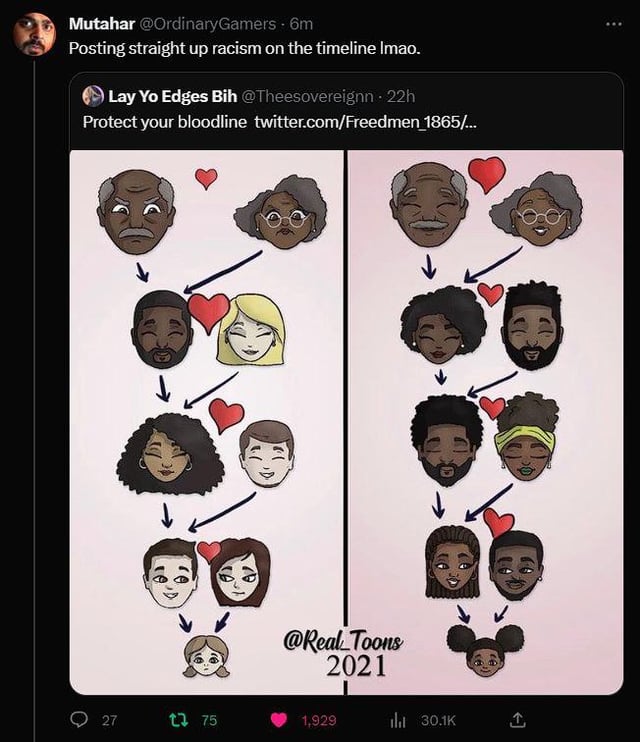 Mutahar @OrdinaryGamers · 6m
Posting straight up racism on the timeline lmao.
Lay Yo Edges Bih @Theesovereignn · 22h
Protect your bloodline twitter.com/Freedmen_1865/...
@Real_Toons
2021
27 75 1,929 30.1K